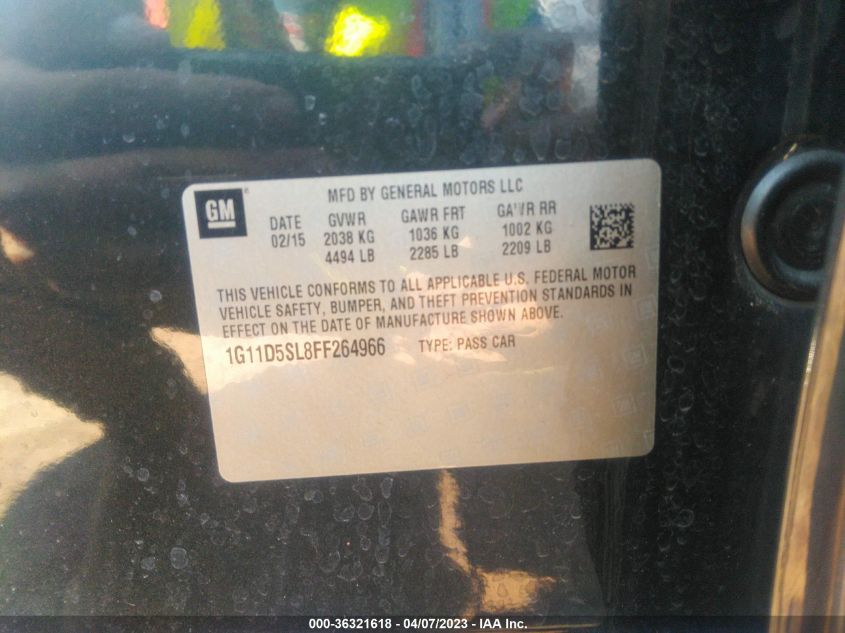 MFD BY GENERAL MOTORS LLC
GM
DATE GVWR GAWR FRT GAWR RR
02/15 2038 KG 1036 KG 1002 KG
4494 LB 2285 LB 2209 LB
THIS VEHICLE CONFORMS TO ALL APPLICABLE U.S. FEDERAL MOTOR
VEHICLE SAFETY, BUMPER, AND THEFT PREVENTION STANDARDS IN
EFFECT ON THE DATE OF MANUFACTURE SHOWN ABOVE.
1G11D5SL8FF264966 TYPE: PASS CAR
000-36321618 - 04/07/2023 - IAA Inc.